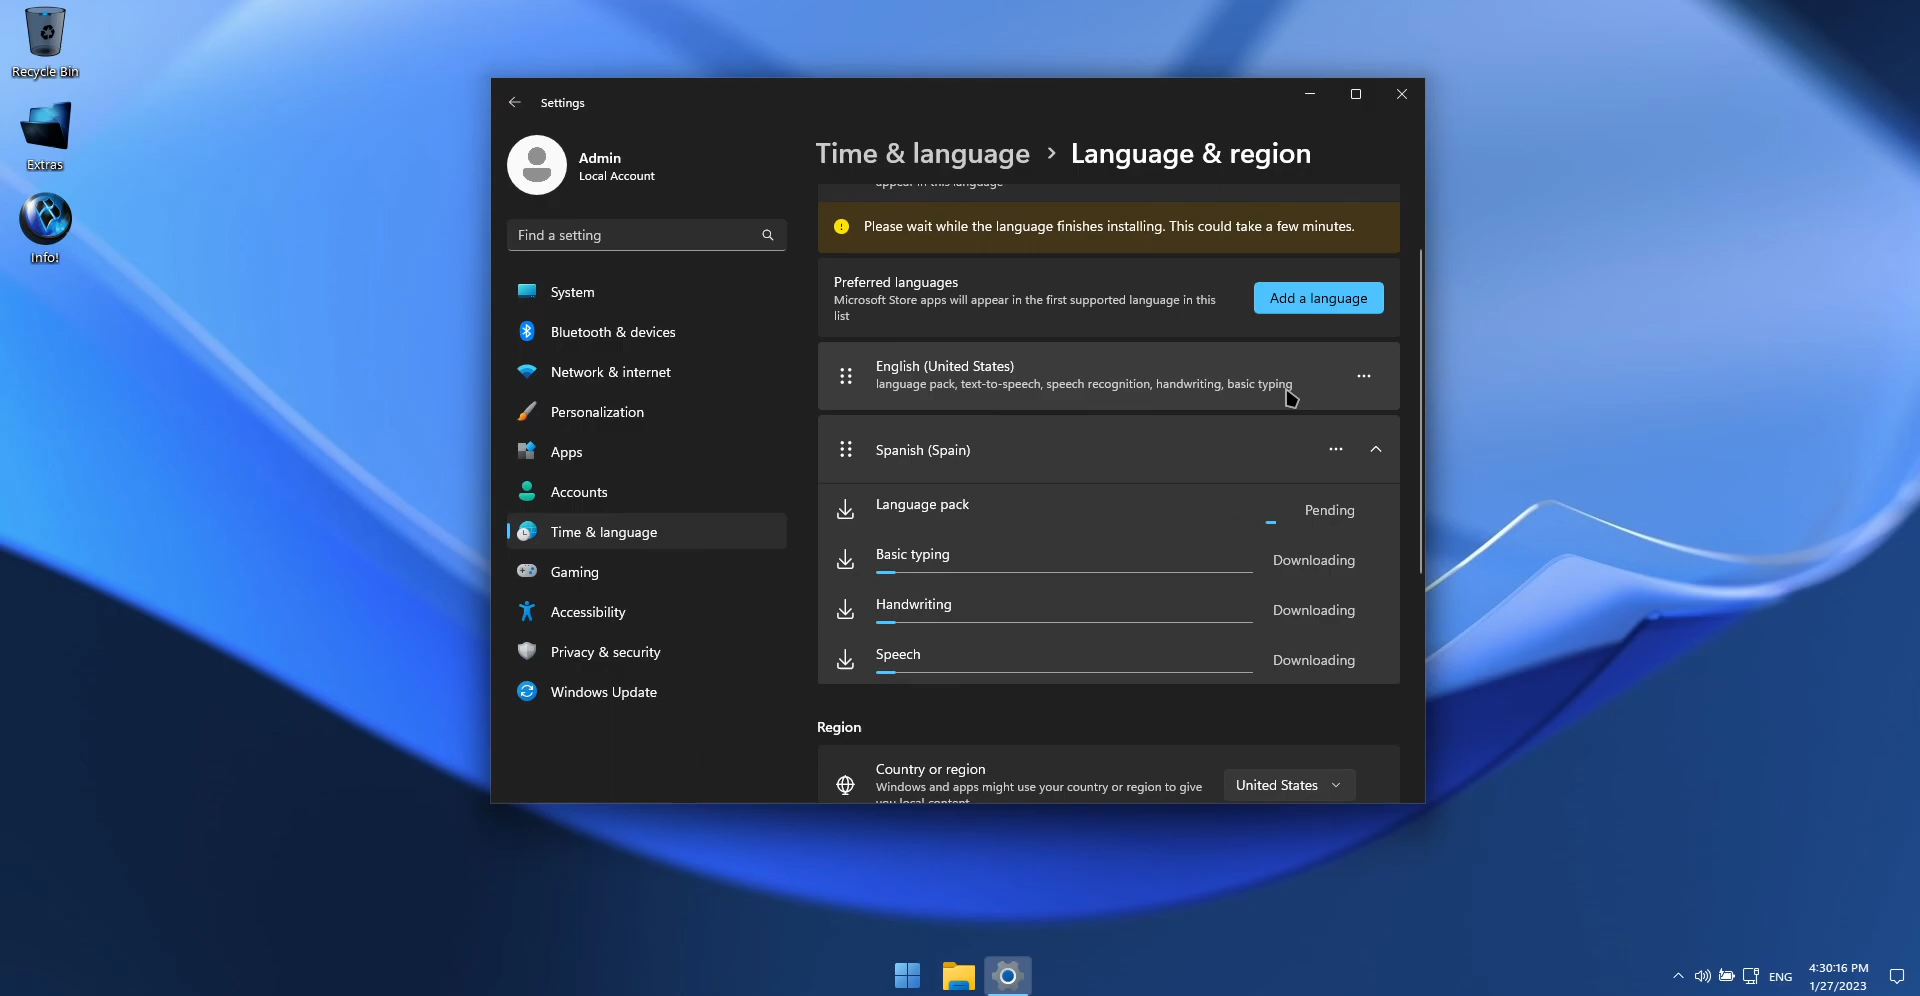 Recycle Bin
Extras
Info!
Settings
Admin
Local Account
Find a setting
System
Bluetooth & devices
Network & internet
Personalization
Apps
Accounts
Time & language
Gaming
Accessibility
Privacy & security
Windows Update
Time & language > Language & region
appear in this language
Please wait while the language finishes installing. This could take a few minutes.
Preferred languages
Microsoft Store apps will appear in the first supported language in this
list
Add a language
English (United States)
language pack, text-to-speech, speech recognition, handwriting, basic typing
Spanish (Spain)
Language pack
Pending
Basic typing
Downloading
Handwriting
Downloading
Speech
Downloading
Region
Country or region
Windows and apps might use your country or region to give
you local content
United States
ENG
4:30:16 PM
1/27/2023